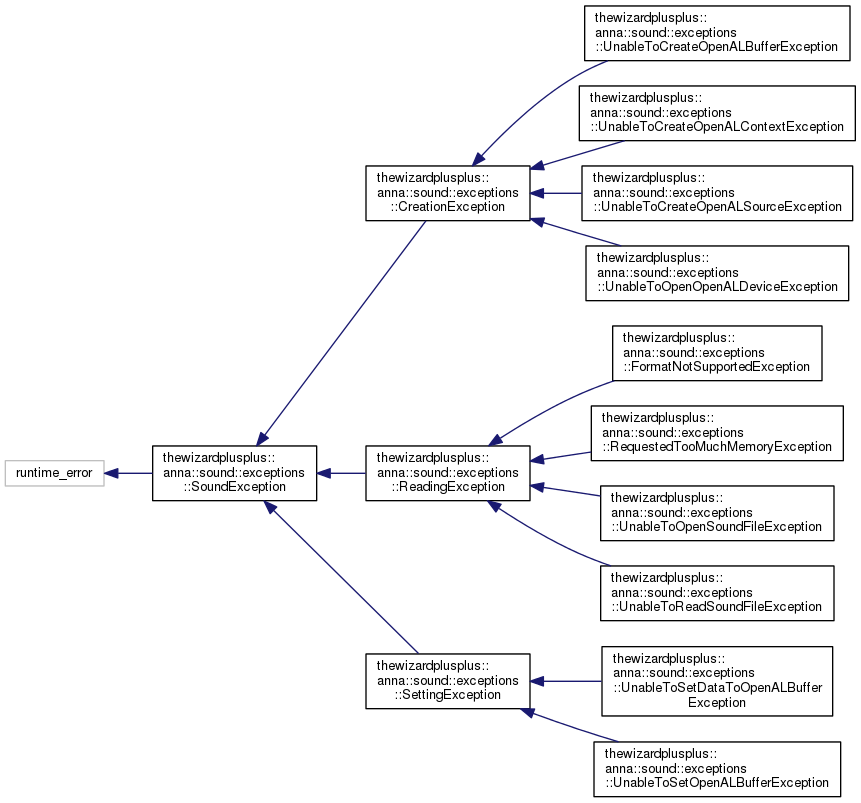 thewizardplusplus::
anna::sound::exceptions
::UnableToCreateOpenALBufferException
thewizardplusplus::
anna::sound::exceptions
::UnableToCreateOpenALContextException
thewizardplusplus::
anna::sound::exceptions
::CreationException
thewizardplusplus::
anna::sound::exceptions
::UnableToCreateOpenALSourceException
thewizardplusplus::
anna::sound::exceptions
::UnableToOpenOpenALDeviceException
thewizardplusplus::
anna::sound::exceptions
::FormatNotSupportedException
thewizardplusplus::
anna::sound::exceptions
::RequestedTooMuchMemoryException
runtime_error
thewizardplusplus::
anna::sound::exceptions
::SoundException
thewizardplusplus::
anna::sound::exceptions
::ReadingException
thewizardplusplus::
anna::sound::exceptions
::UnableToOpenSoundFileException
thewizardplusplus::
anna::sound::exceptions
::UnableToReadSoundFileException
thewizardplusplus::
anna::sound::exceptions
::SettingException
thewizardplusplus::
anna::sound::exceptions
::UnableToSetDataToOpenALBuffer
Exception
thewizardplusplus::
anna::sound::exceptions
::UnableToSetOpenALBufferException